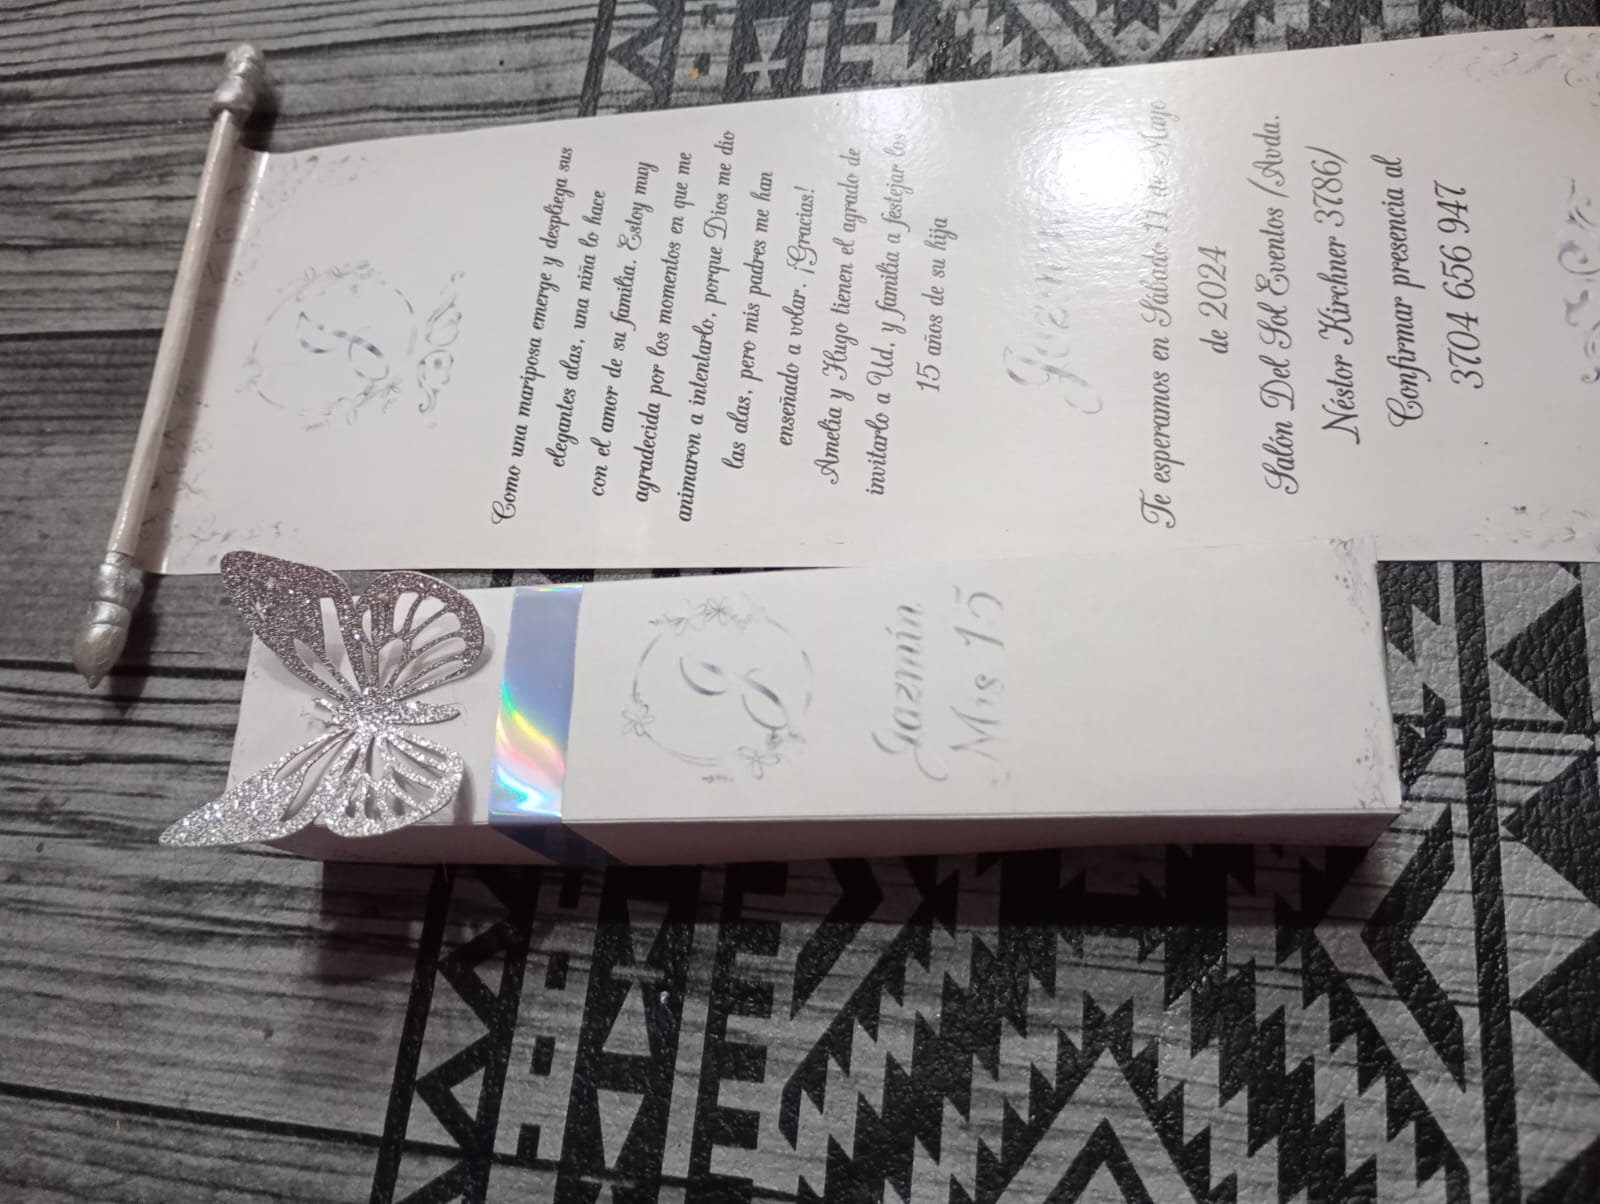 J
Como una mariposa emerge y despliega sus
elegantes alas, una niña lo hace
con el amor de su familia. Estoy muy
agradecida por los momentos en que me
animaron a intentarlo, porque Dios me dio
las alas, pero mis padres me han
enseñado a volar. ¡Gracias!
Amelia y Hugo tienen el agrado de
invitarlo a Ud, y familia a festejar los
15 años de su hija
Te esperamos en Sábado 11 de Mayo
de 2024
Salón Del Sol Eventos (Avda.
Néstor Kirchner 3786)
Confirmar presencia al
3704 656 947
J
Jazmín
Mis 15